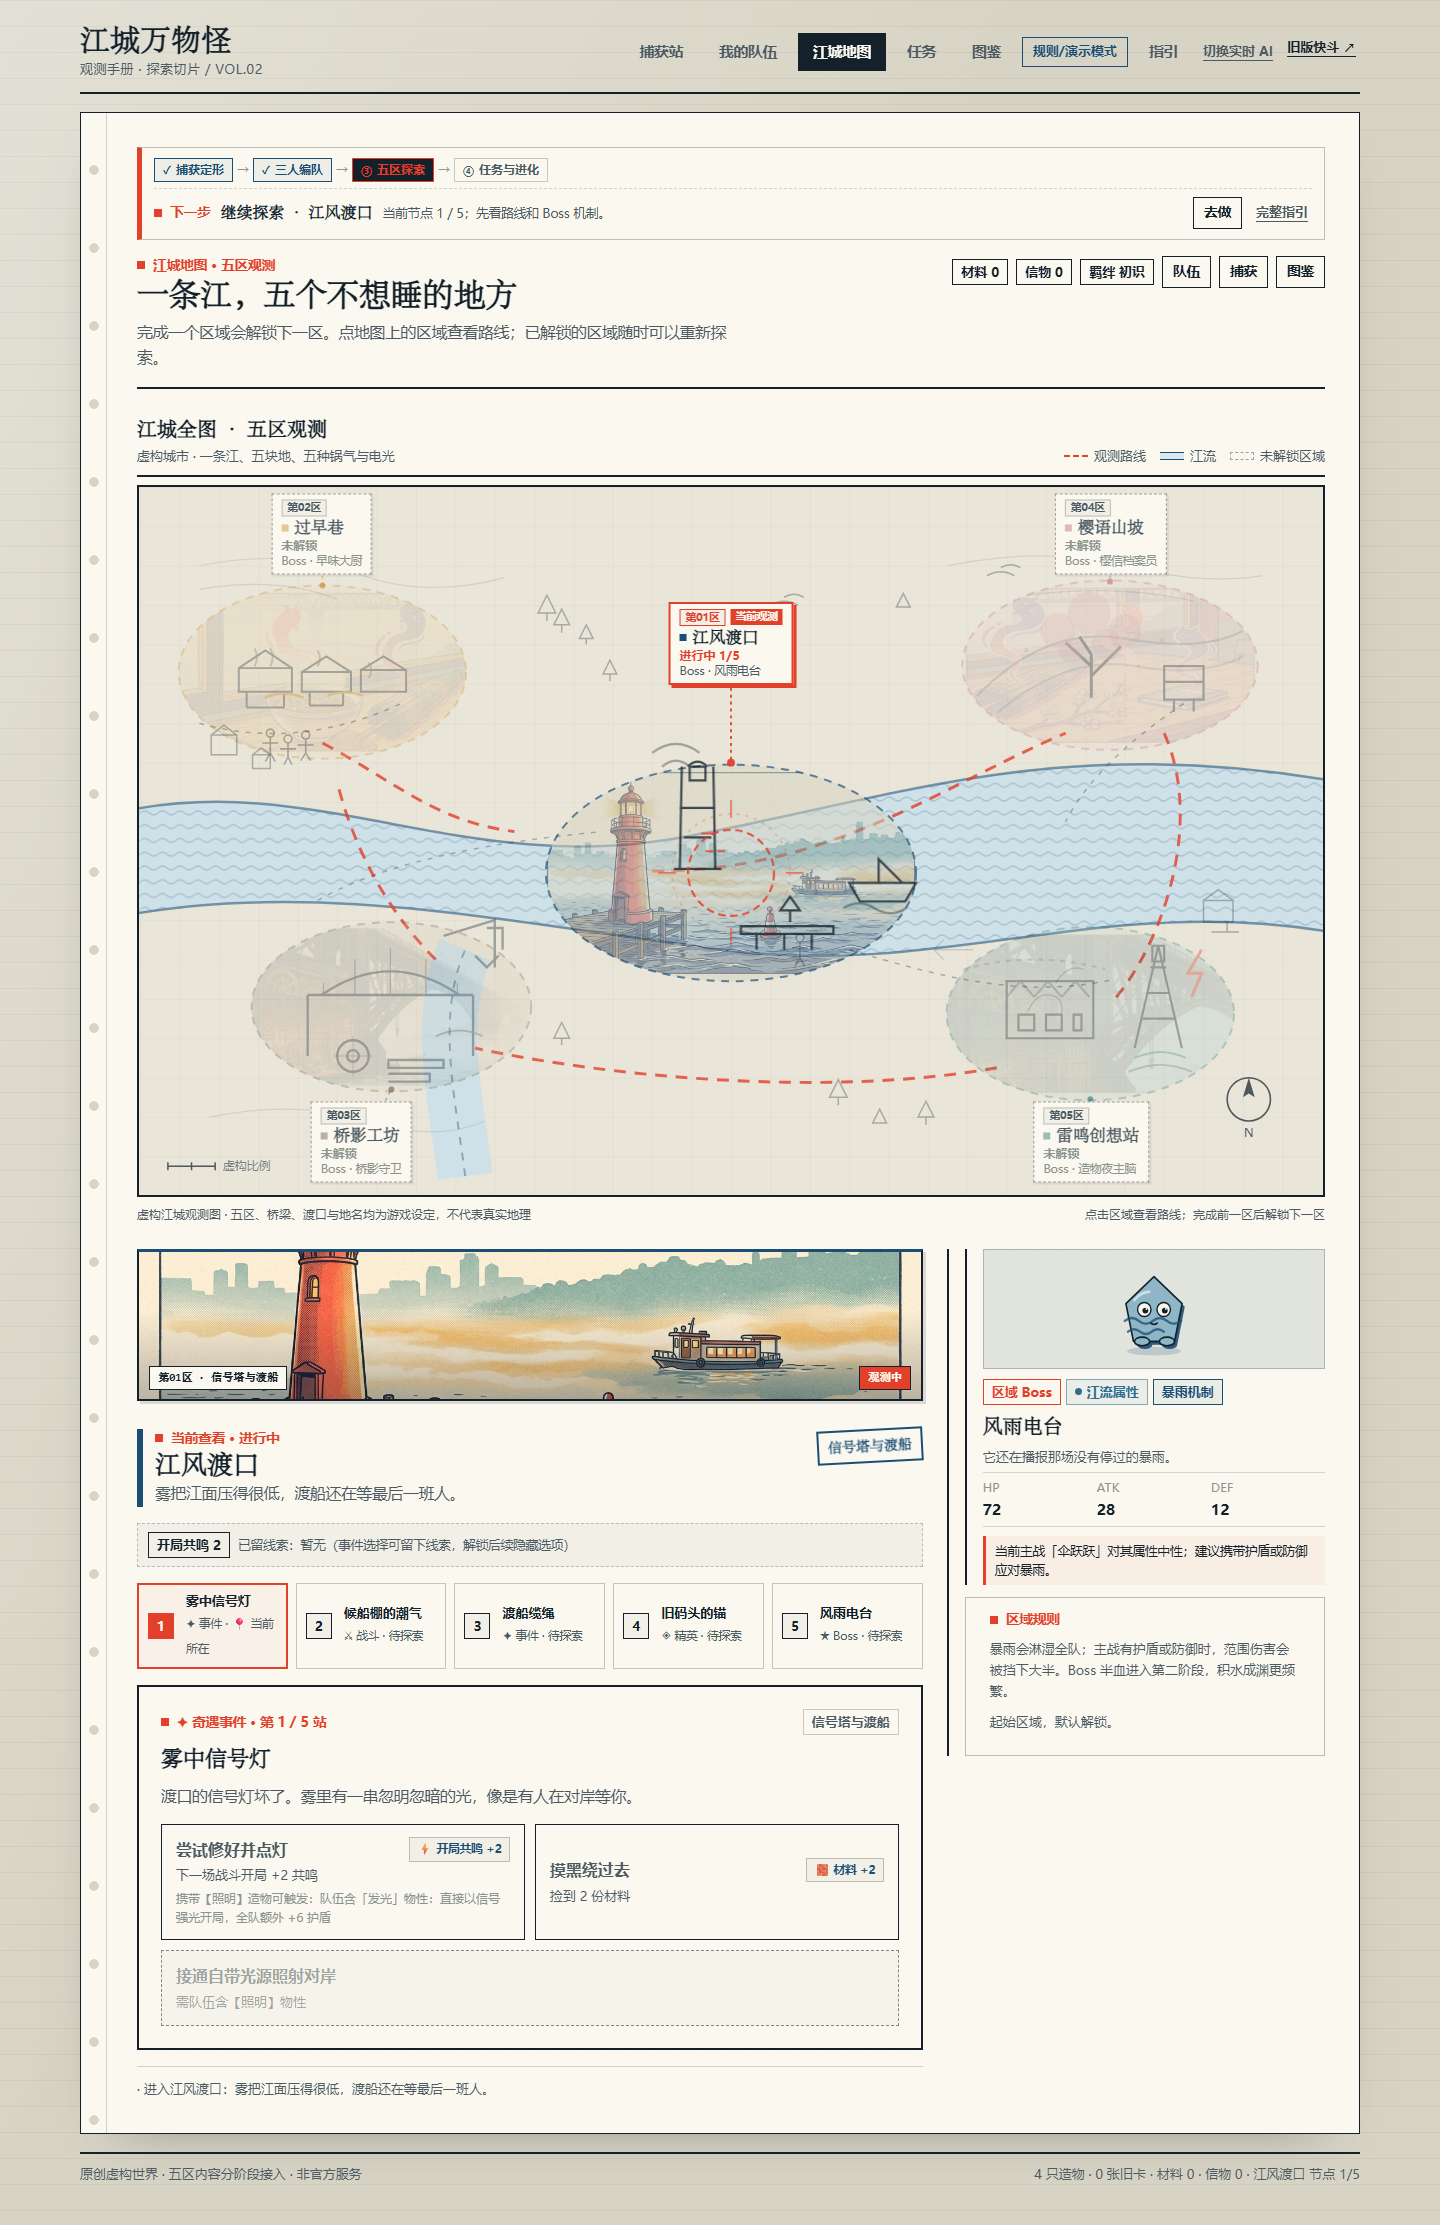 江城万物怪
观测手册 · 探索切片 / VOL.02
捕获站
我的队伍
江城地图
任务
图鉴
规则/演示模式
指引
切换实时 AI
旧版快斗 ↗
✓ 捕获定形 → ✓ 三人编队 → ③ 五区探索 → ④ 任务与进化
下一步 继续探索 · 江风渡口 当前节点 1 / 5；先看路线和 Boss 机制。
去做
完整指引
江城地图 • 五区观测
一条江，五个不想睡的地方
完成一个区域会解锁下一区。点地图上的区域查看路线；已解锁的区域随时可以重新探
索。
材料 0
信物 0
羁绊 初识
队伍
捕获
图鉴
江城全图 · 五区观测
虚构城市 · 一条江、五块地、五种锅气与电光
观测路线
江流
未解锁区域
第02区
过早巷
未解锁
Boss · 早味大厨
第04区
樱语山坡
未解锁
Boss · 樱信档案员
第01区 当前观测
江风渡口
进行中 1/5
Boss · 风雨电台
第03区
桥影工坊
未解锁
Boss · 桥影守卫
第05区
雷鸣创想站
未解锁
Boss · 造物夜主脑
虚构比例
N
虚构江城观测图 · 五区、桥梁、渡口与地名均为游戏设定，不代表真实地理
点击区域查看路线；完成前一区后解锁下一区
第01区 · 信号塔与渡船
观测中
当前查看 • 进行中
江风渡口
雾把江面压得很低，渡船还在等最后一班人。
信号塔与渡船
开局共鸣 2 已留线索：暂无（事件选择可留下线索，解锁后续隐藏选项）
1
雾中信号灯
✦ 事件 · 📍 当前
所在
2
候船棚的潮气
⚔ 战斗 · 待探索
3
渡船缆绳
✦ 事件 · 待探索
4
旧码头的锚
◈ 精英 · 待探索
5
风雨电台
★ Boss · 待探索
✦ 奇遇事件 • 第 1 / 5 站
信号塔与渡船
雾中信号灯
渡口的信号灯坏了。雾里有一串忽明忽暗的光，像是有人在对岸等你。
尝试修好并点灯
⚡ 开局共鸣 +2
下一场战斗开局 +2 共鸣
携带【照明】造物可触发：队伍含「发光」物性：直接以信号
强光开局，全队额外 +6 护盾
摸黑绕过去
🧱 材料 +2
捡到 2 份材料
接通自带光源照射对岸
需队伍含【照明】物性
· 进入江风渡口：雾把江面压得很低，渡船还在等最后一班人。
区域 Boss
江流属性
暴雨机制
风雨电台
它还在播报那场没有停过的暴雨。
HP
72
ATK
28
DEF
12
当前主战「伞跃跃」对其属性中性；建议携带护盾或防御
应对暴雨。
区域规则
暴雨会淋湿全队；主战有护盾或防御时，范围伤害会
被挡下大半。Boss 半血进入第二阶段，积水成渊更频
繁。
起始区域，默认解锁。
原创虚构世界 · 五区内容分阶段接入 · 非官方服务
4 只造物 · 0 张旧卡 · 材料 0 · 信物 0 · 江风渡口 节点 1/5